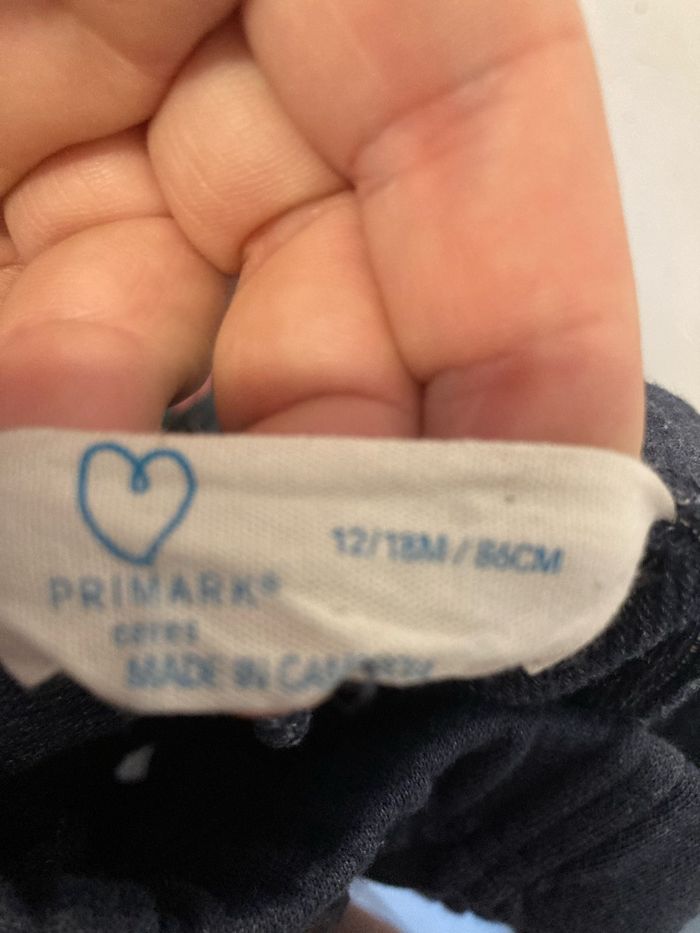 PRIMARK®
cares
12/18M / 86CM
MADE IN